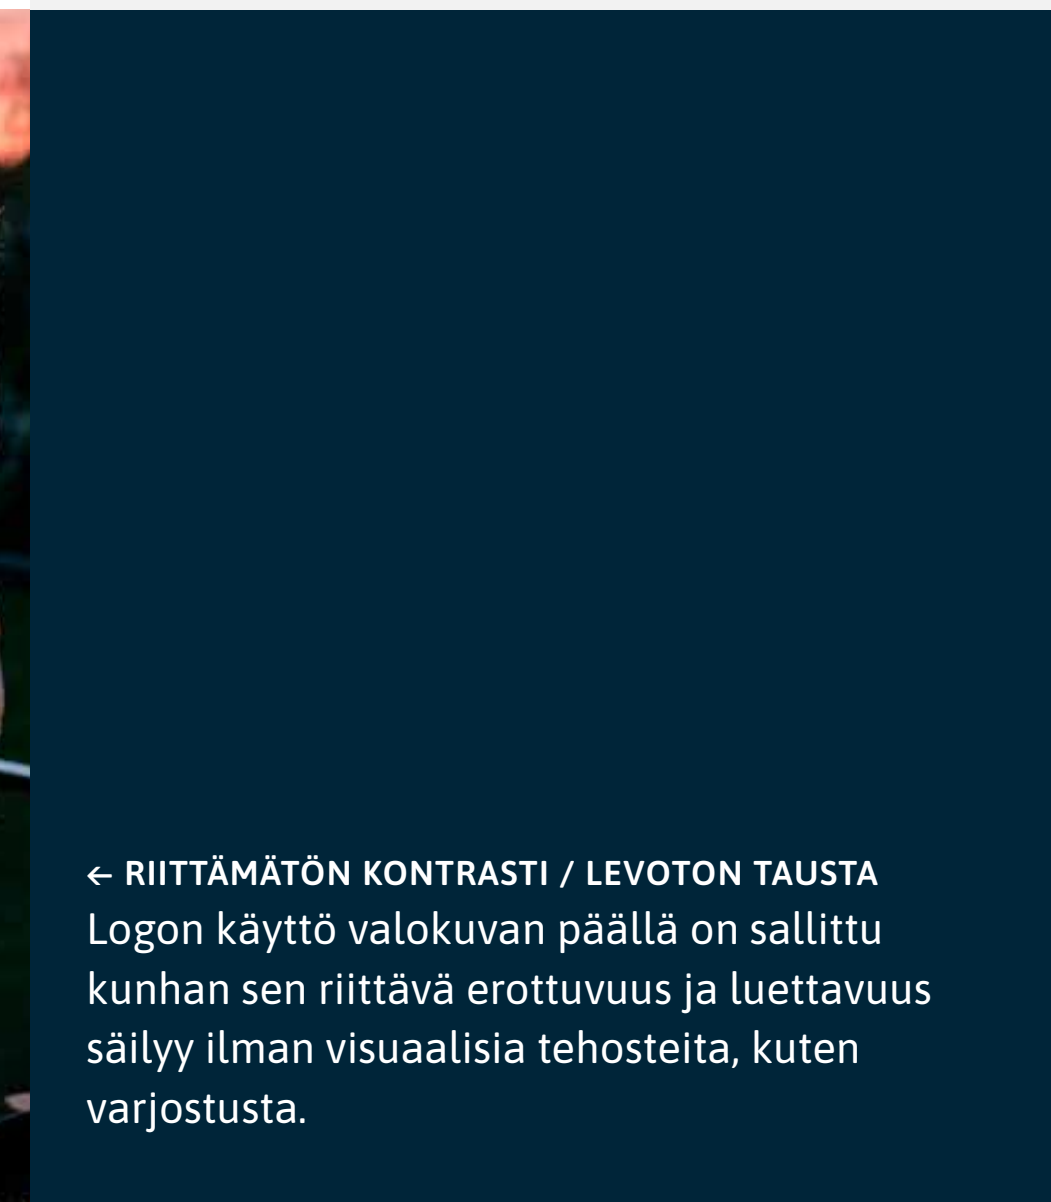 ← RIITTÄMÄTÖN KONTRASTI / LEVOTON TAUSTA
Logon käyttö valokuvan päällä on sallittu
kunhan sen riittävä erottuvuus ja luettavuus
säilyy ilman visuaalisia tehosteita, kuten
varjostusta.